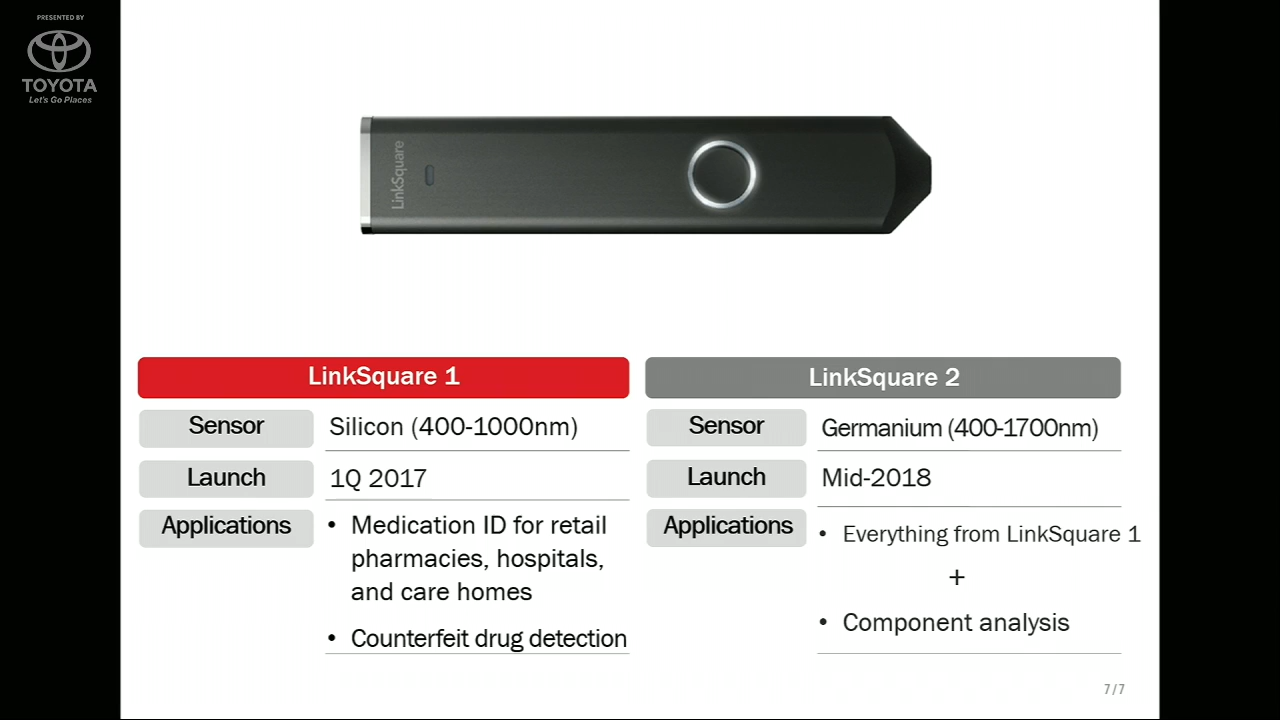 PRESENTED BY
TOYOTA
Let's Go Places
LinkSquare
LinkSquare 1
Sensor
Silicon (400-1000nm)
Launch
1Q 2017
Applications
• Medication ID for retail
pharmacies, hospitals,
and care homes
• Counterfeit drug detection
LinkSquare 2
Sensor
Germanium (400-1700nm)
Launch
Mid-2018
Applications
• Everything from LinkSquare 1
+
• Component analysis
7/7